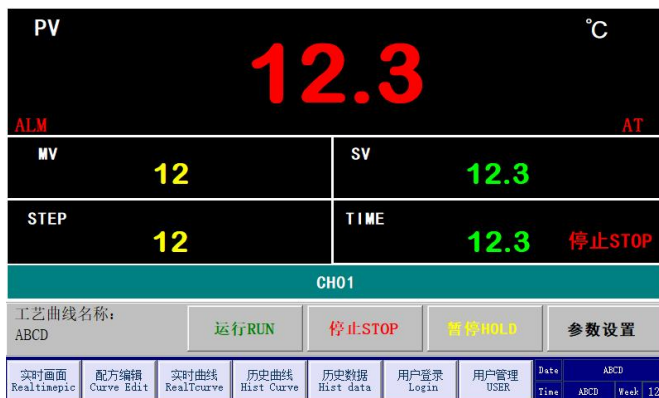 PV
℃
12.3
ALM
AT
MV
12
SV
12.3
STEP
12
TIME
12.3
停止STOP
CH01
工艺曲线名称:
ABCD
运行RUN
停止STOP
暂停HOLD
参数设置
实时画面
Realtimepic
配方编辑
Curve Edit
实时曲线
RealTcurve
历史曲线
Hist Curve
历史数据
Hist data
用户登录
Login
用户管理
USER
Date
ABCD
Time
ABCD
Week
12